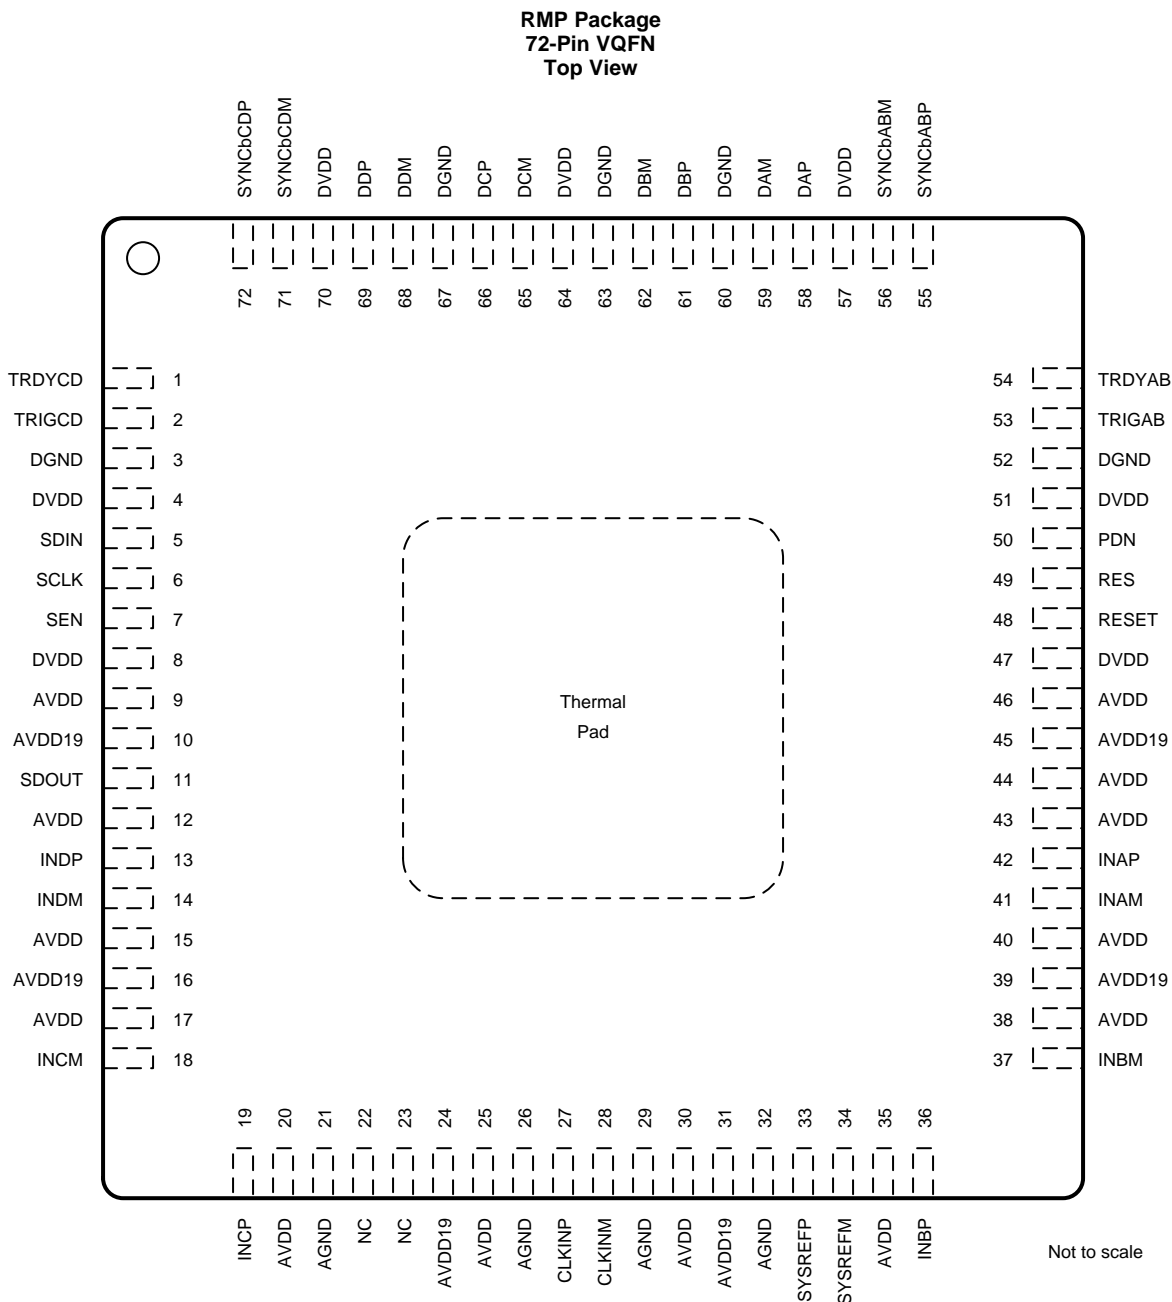 RMP Package
72-Pin VQFN
Top View
SYNCbCDP
SYNCbCDM
DVDD
DDP
DDM
DGND
DCP
DCM
DVDD
DGND
DBM
DBP
DGND
DAM
DAP
DVDD
SYNCbABM
SYNCbABP
72
71
70
69
68
67
66
65
64
63
62
61
60
59
58
57
56
55
TRDYCD 1
TRIGCD 2
DGND 3
DVDD 4
SDIN 5
SCLK 6
SEN 7
DVDD 8
AVDD 9
AVDD19 10
SDOUT 11
AVDD 12
INDP 13
INDM 14
AVDD 15
AVDD19 16
AVDD 17
INCM 18
Thermal
Pad
54 TRDYAB
53 TRIGAB
52 DGND
51 DVDD
50 PDN
49 RES
48 RESET
47 DVDD
46 AVDD
45 AVDD19
44 AVDD
43 AVDD
42 INAP
41 INAM
40 AVDD
39 AVDD19
38 AVDD
37 INBM
19
20
21
22
23
24
25
26
27
28
29
30
31
32
33
34
35
36
INCP
AVDD
AGND
NC
NC
AVDD19
AVDD
AGND
CLKINP
CLKINM
AGND
AVDD
AVDD19
AGND
SYSREFP
SYSREFM
AVDD
INBP
Not to scale